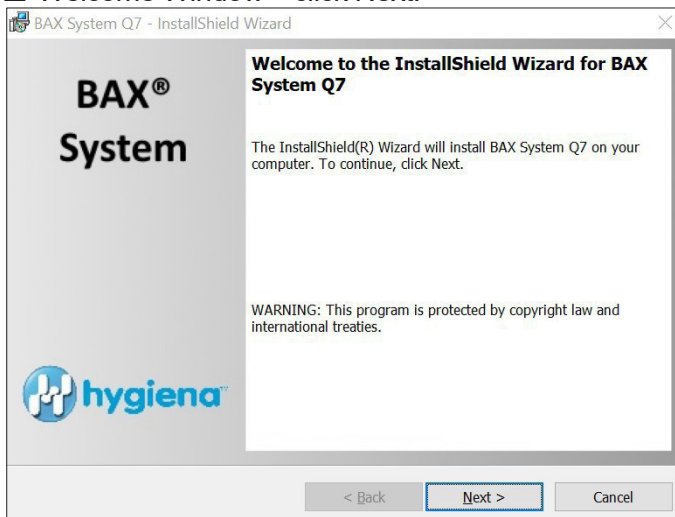 BAX System Q7 - InstallShield Wizard
BAX®
System
Welcome to the InstallShield Wizard for BAX
System Q7
The InstallShield(R) Wizard will install BAX System Q7 on your
computer. To continue, click Next.
WARNING: This program is protected by copyright law and
international treaties.
hygiena™
< Back
Next >
Cancel